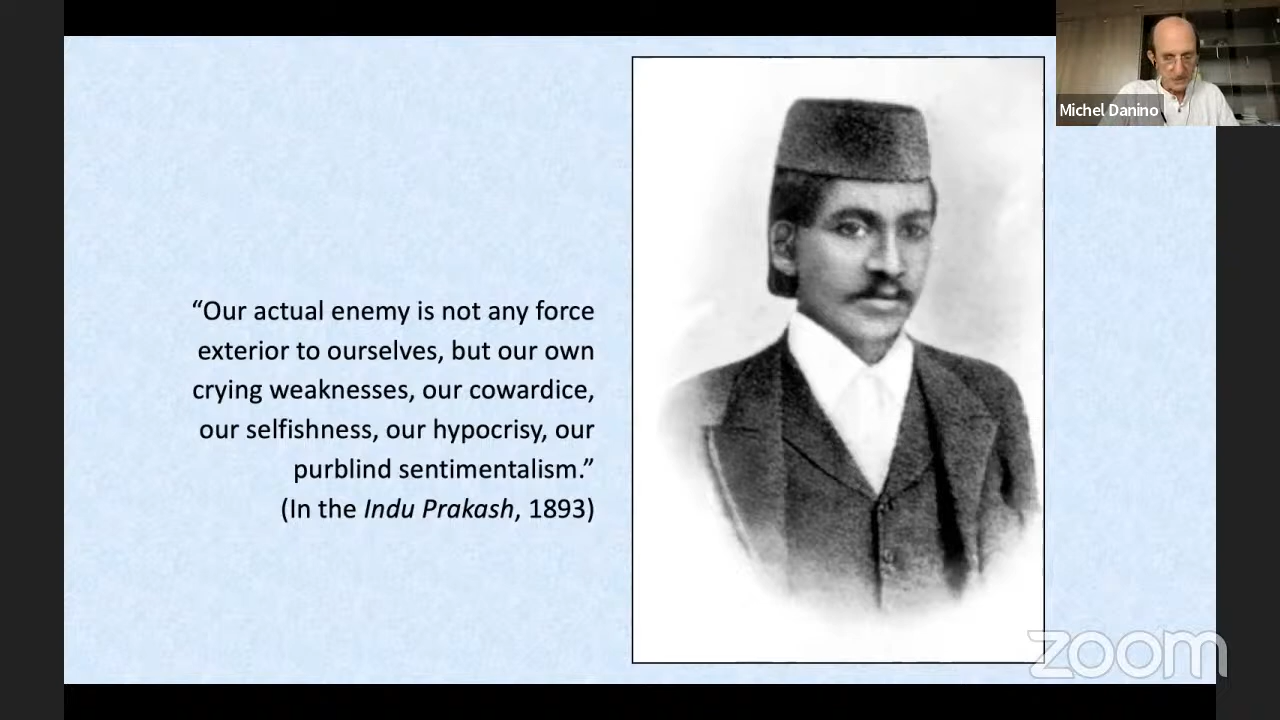 Michel Danino
“Our actual enemy is not any force
exterior to ourselves, but our own
crying weaknesses, our cowardice,
our selfishness, our hypocrisy, our
purblind sentimentalism.”
(In the Indu Prakash, 1893)
zoom